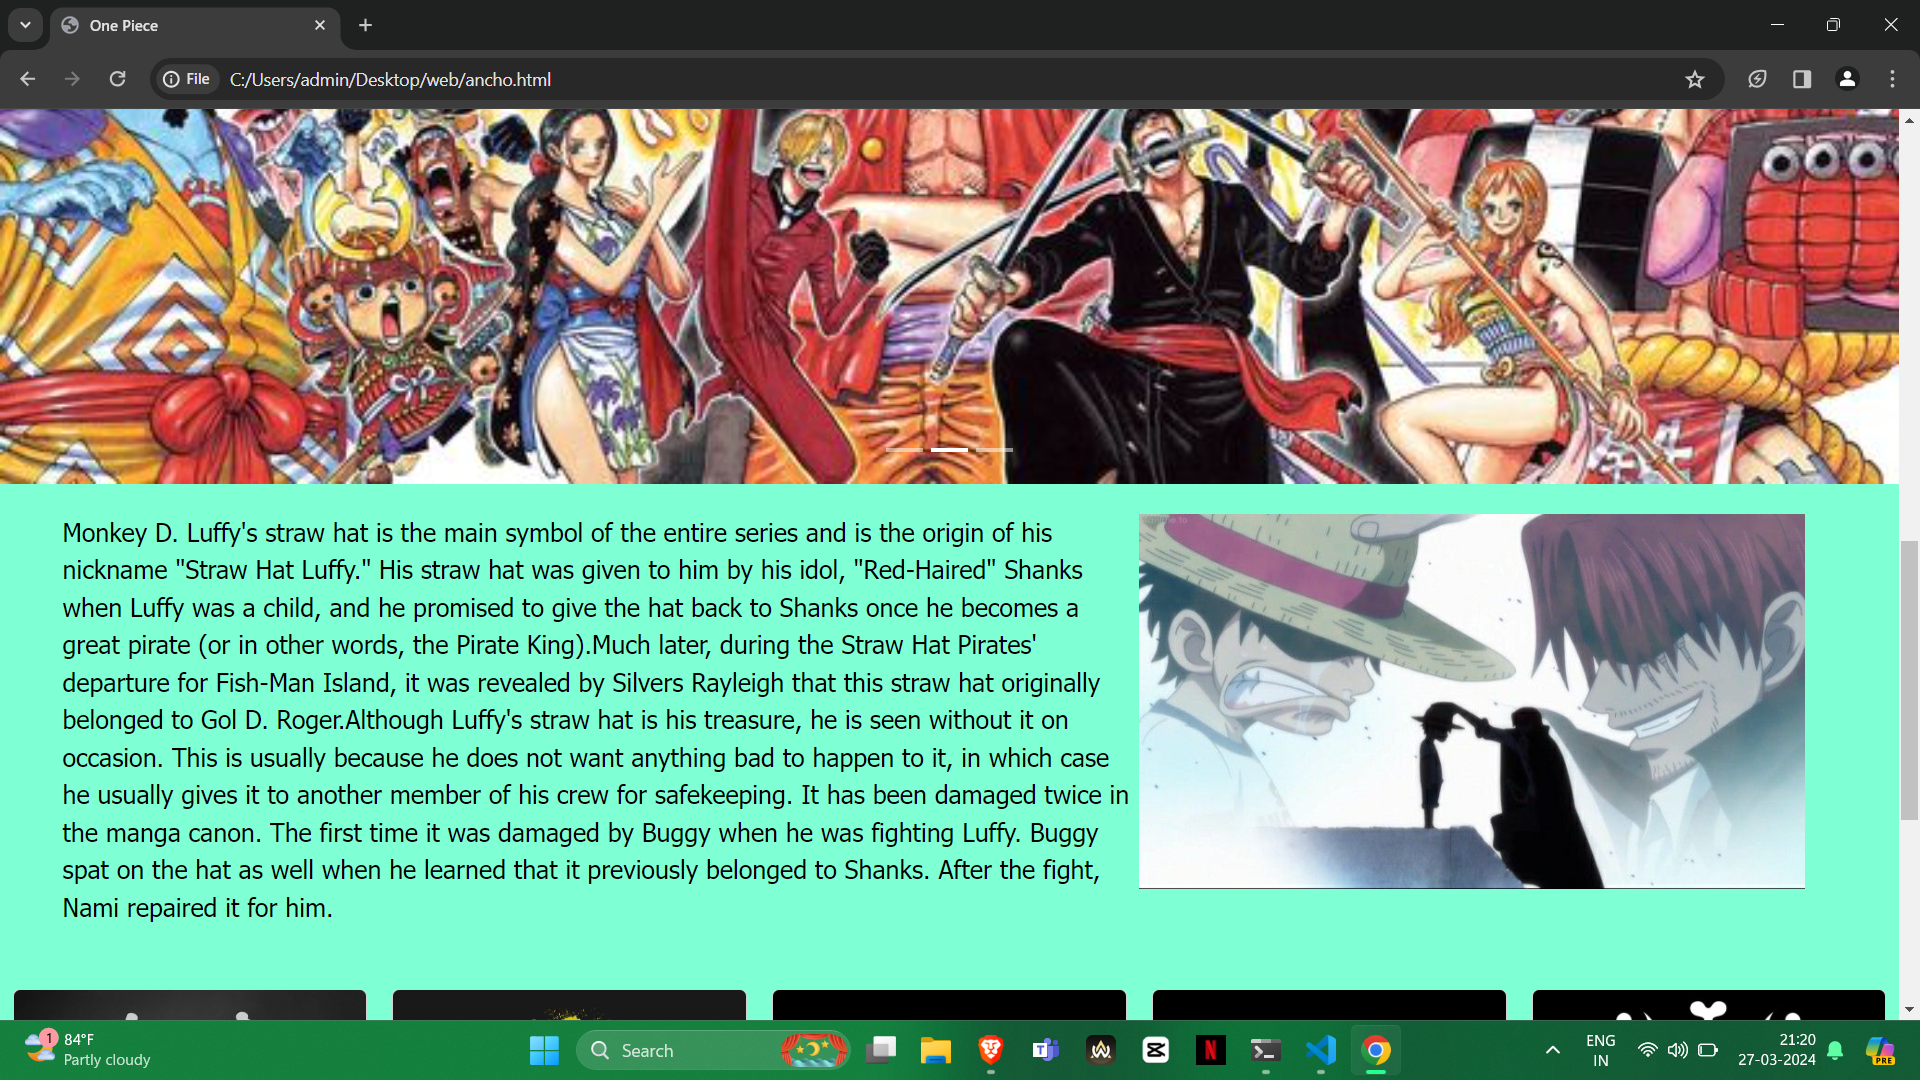 One Piece
File
C:/Users/admin/Desktop/web/ancho.html
Monkey D. Luffy's straw hat is the main symbol of the entire series and is the origin of his
nickname "Straw Hat Luffy." His straw hat was given to him by his idol, "Red-Haired" Shanks
when Luffy was a child, and he promised to give the hat back to Shanks once he becomes a
great pirate (or in other words, the Pirate King).Much later, during the Straw Hat Pirates'
departure for Fish-Man Island, it was revealed by Silvers Rayleigh that this straw hat originally
belonged to Gol D. Roger.Although Luffy's straw hat is his treasure, he is seen without it on
occasion. This is usually because he does not want anything bad to happen to it, in which case
he usually gives it to another member of his crew for safekeeping. It has been damaged twice in
the manga canon. The first time it was damaged by Buggy when he was fighting Luffy. Buggy
spat on the hat as well when he learned that it previously belonged to Shanks. After the fight,
Nami repaired it for him.
1
84°F
Partly cloudy
Search
N
ENG
IN
21:20
27-03-2024
PRE